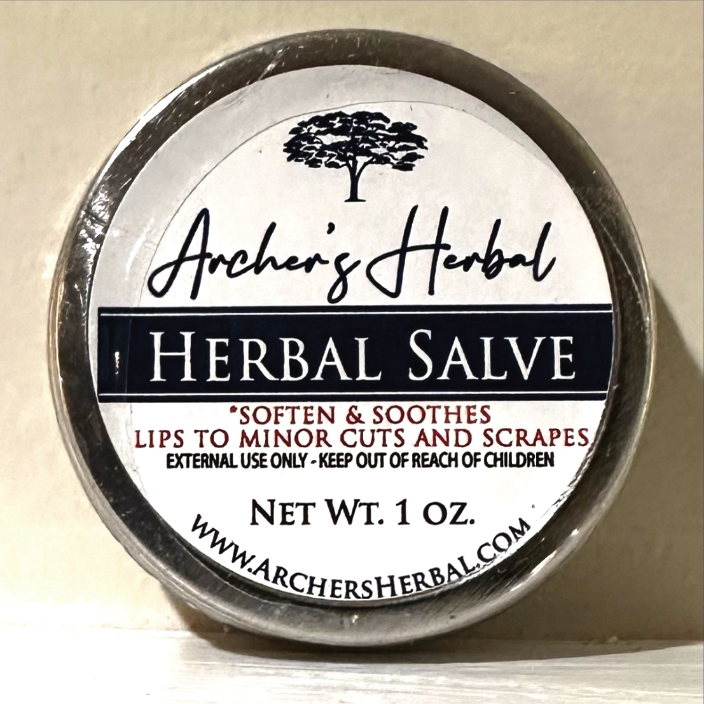 Archer's Herbal
HERBAL SALVE
*SOFTEN & SOOTHES
LIPS TO MINOR CUTS AND SCRAPES
EXTERNAL USE ONLY - KEEP OUT OF REACH OF CHILDREN
NET WT. 1 OZ.
WWW.ARCHERSHERBAL.COM